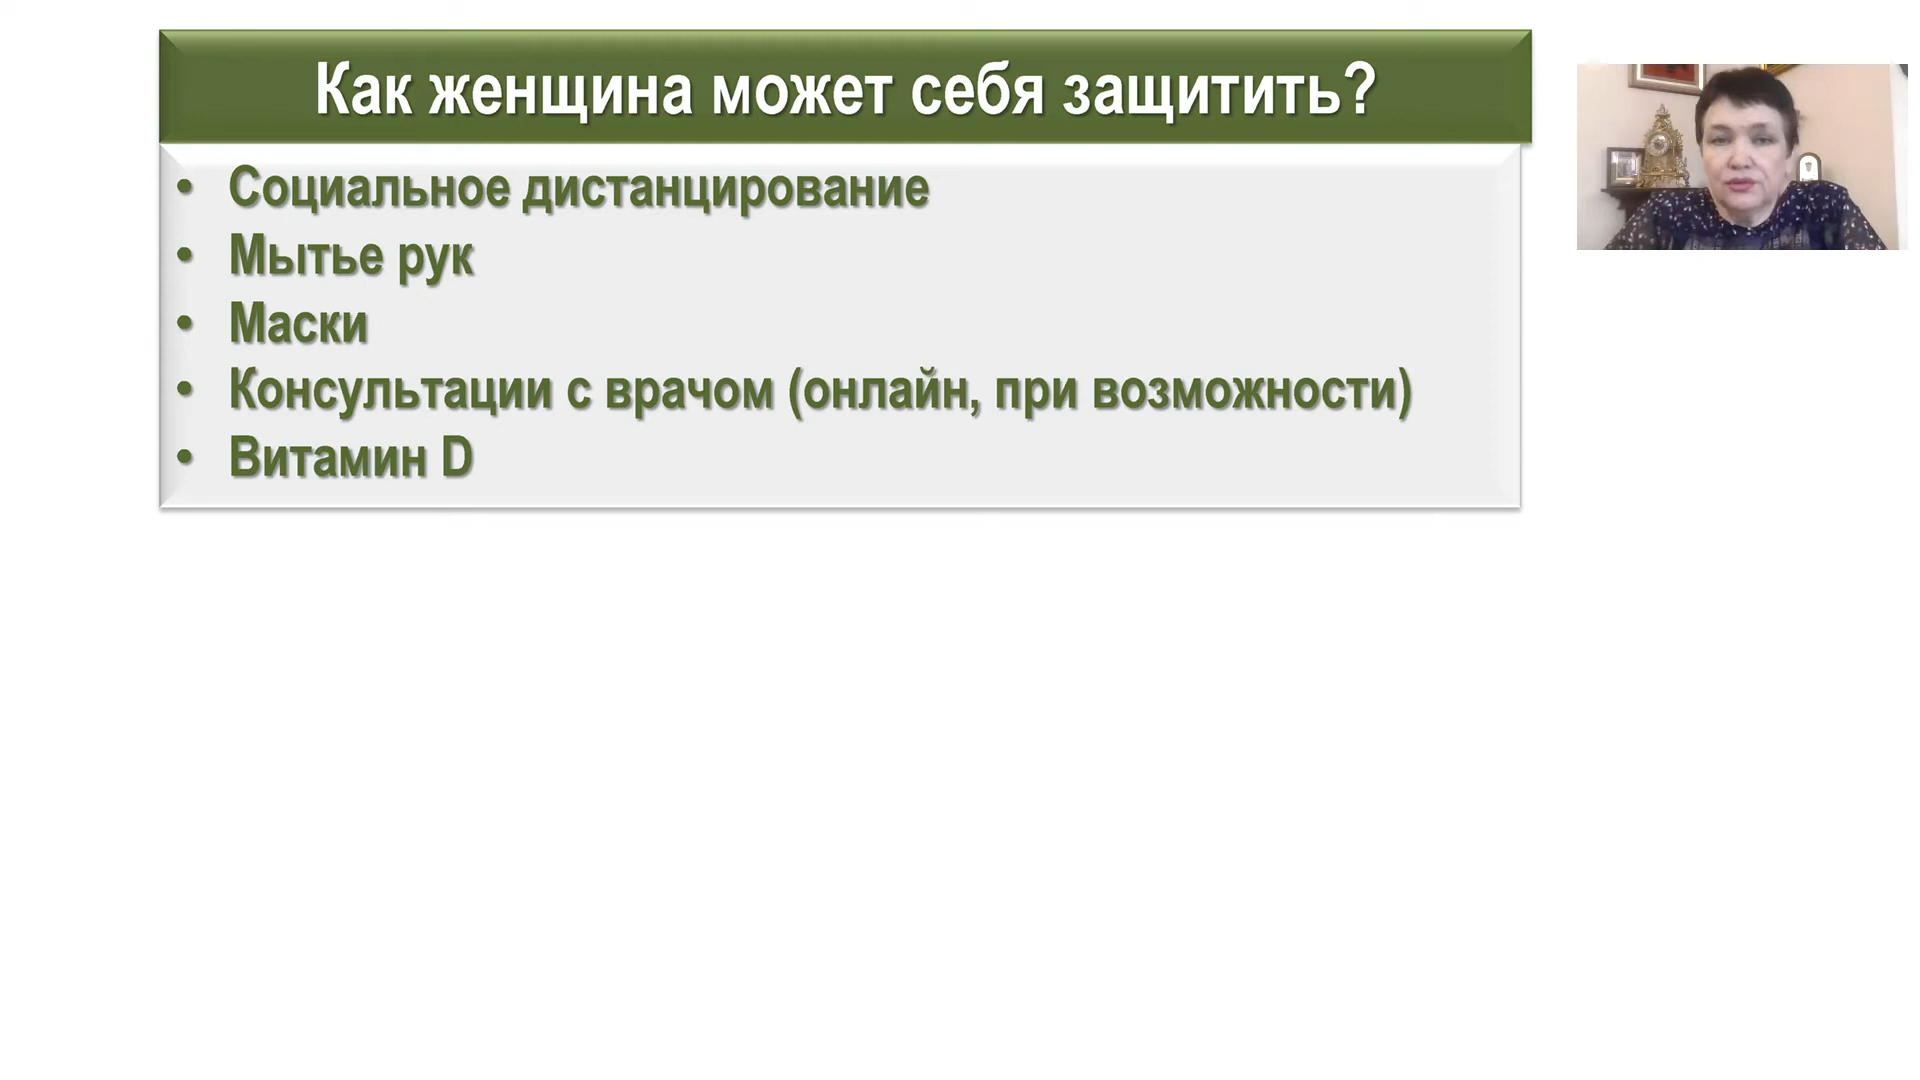 Как женщина может себя защитить?
• Социальное дистанцирование
• Мытье рук
• Маски
• Консультации с врачом (онлайн, при возможности)
• Витамин D